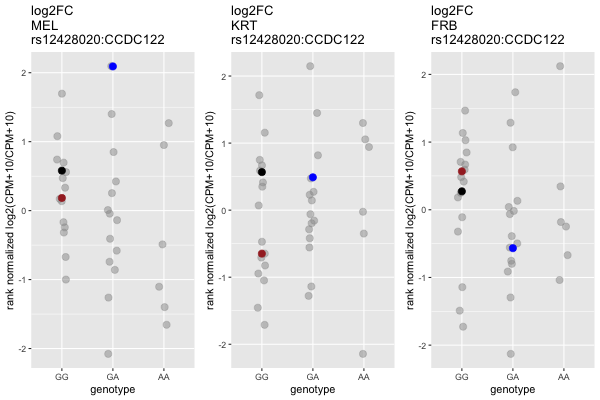 log2FC
MEL
rs12428020:CCDC122
rank normalized log2(CPM+10/CPM+10)
2
1
0
-1
-2
GG
GA
AA
genotype
log2FC
KRT
rs12428020:CCDC122
rank normalized log2(CPM+10/CPM+10)
2
1
0
-1
-2
GG
GA
AA
genotype
log2FC
FRB
rs12428020:CCDC122
rank normalized log2(CPM+10/CPM+10)
2
1
0
-1
-2
GG
GA
AA
genotype